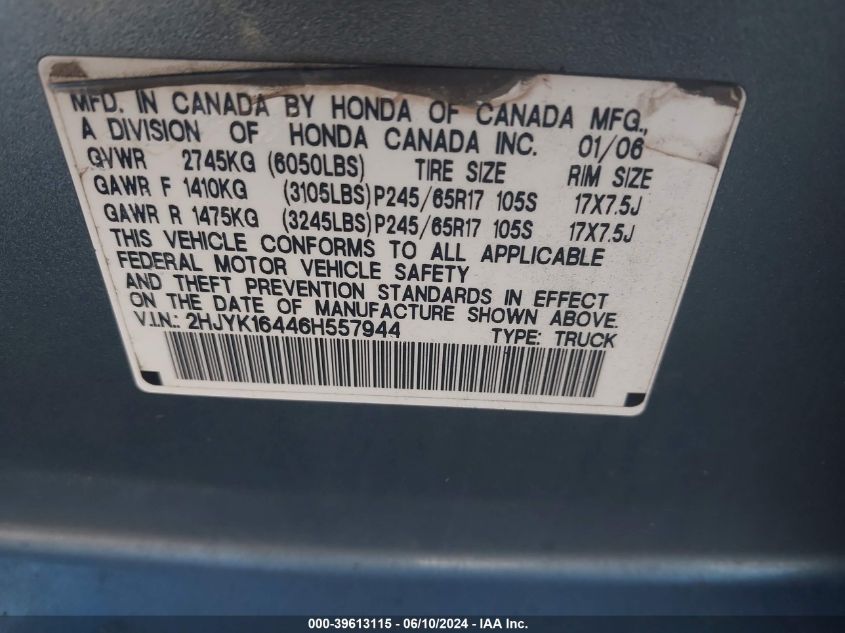 MFD. IN CANADA BY HONDA OF CANADA MFG.,
A DIVISION OF HONDA CANADA INC. 01/06
GVWR 2745KG (6050LBS) TIRE SIZE RIM SIZE
GAWR F 1410KG (3105LBS) P245/65R17 105S 17X7.5J
GAWR R 1475KG (3245LBS) P245/65R17 105S 17X7.5J
THIS VEHICLE CONFORMS TO ALL APPLICABLE
FEDERAL MOTOR VEHICLE SAFETY
AND THEFT PREVENTION STANDARDS IN EFFECT
ON THE DATE OF MANUFACTURE SHOWN ABOVE.
V.I.N.: 2HJYK16446H557944 TYPE: TRUCK
000-39613115 - 06/10/2024 - IAA Inc.